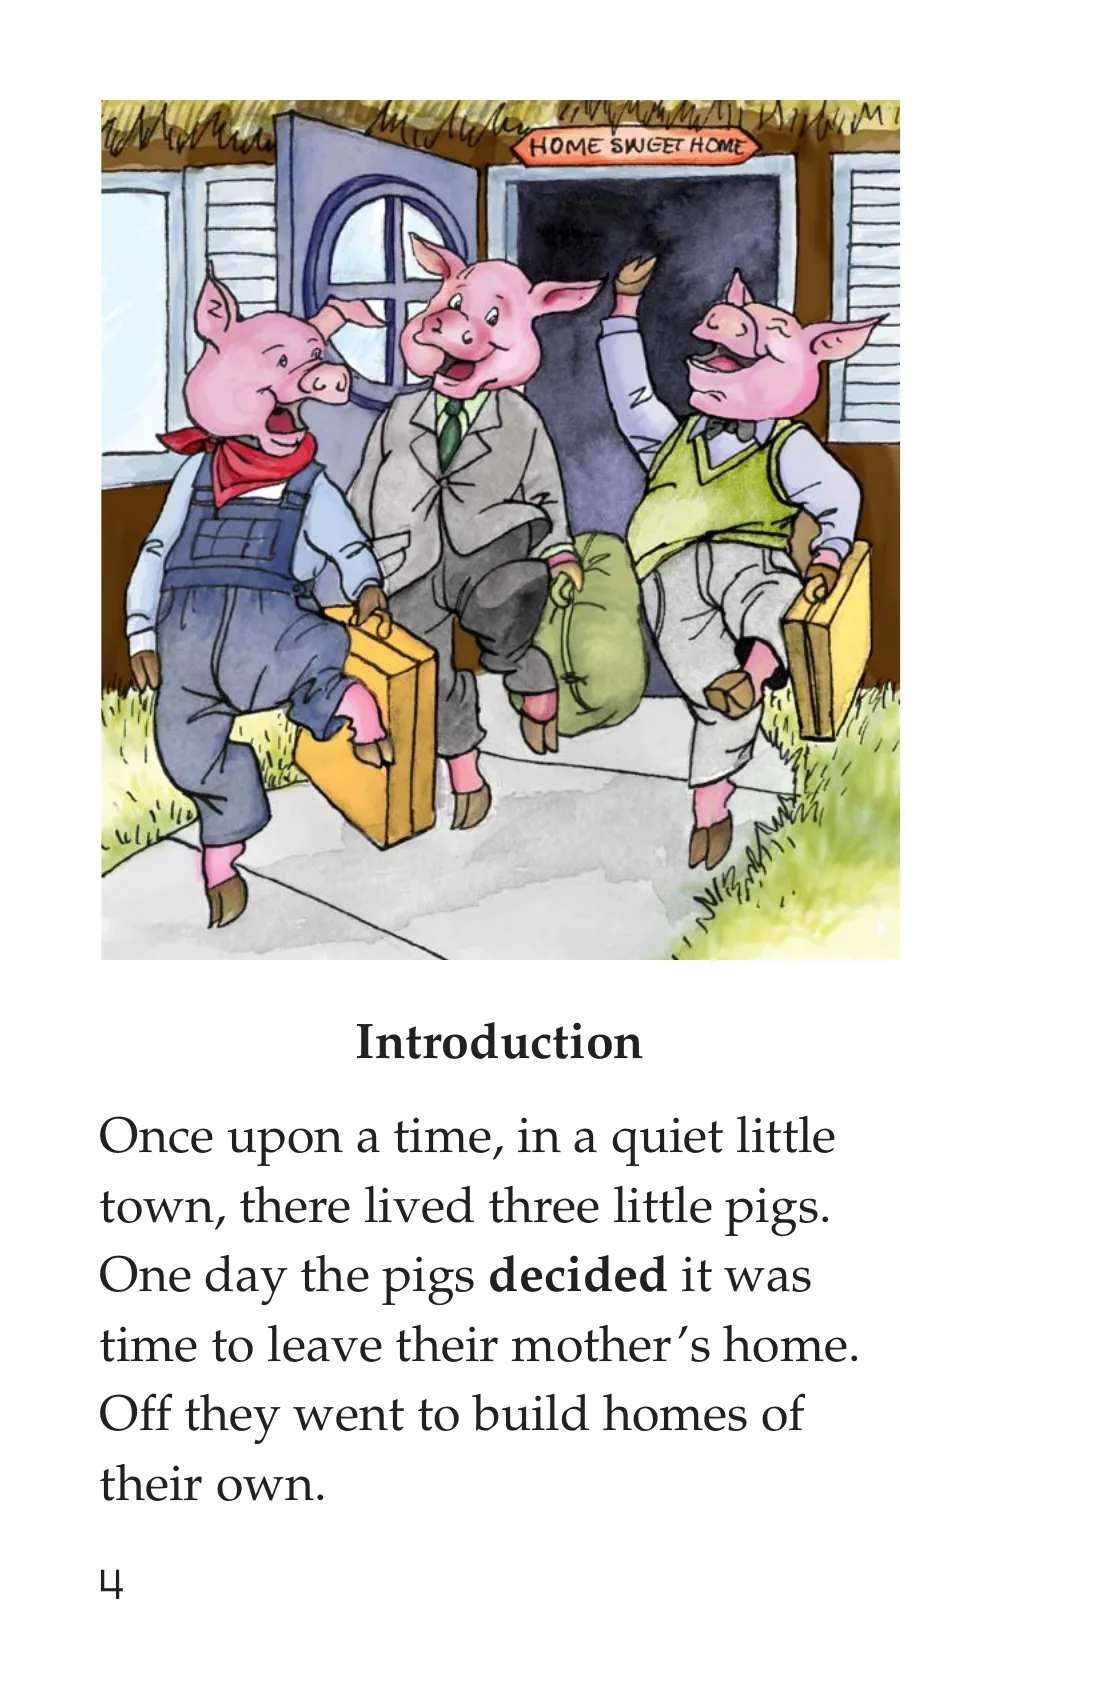 HOME SWEET HOME
Introduction
Once upon a time, in a quiet little
town, there lived three little pigs.
One day the pigs decided it was
time to leave their mother’s home.
Off they went to build homes of
their own.
4